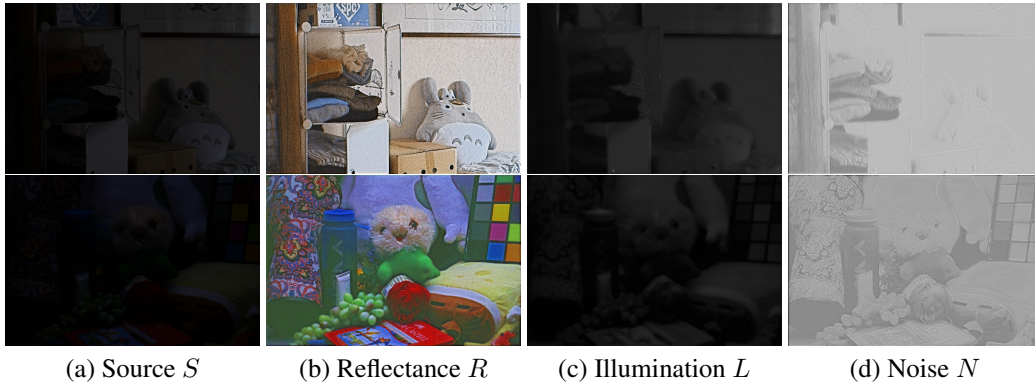 (a) Source S
(b) Reflectance R
(c) Illumination L
(d) Noise N